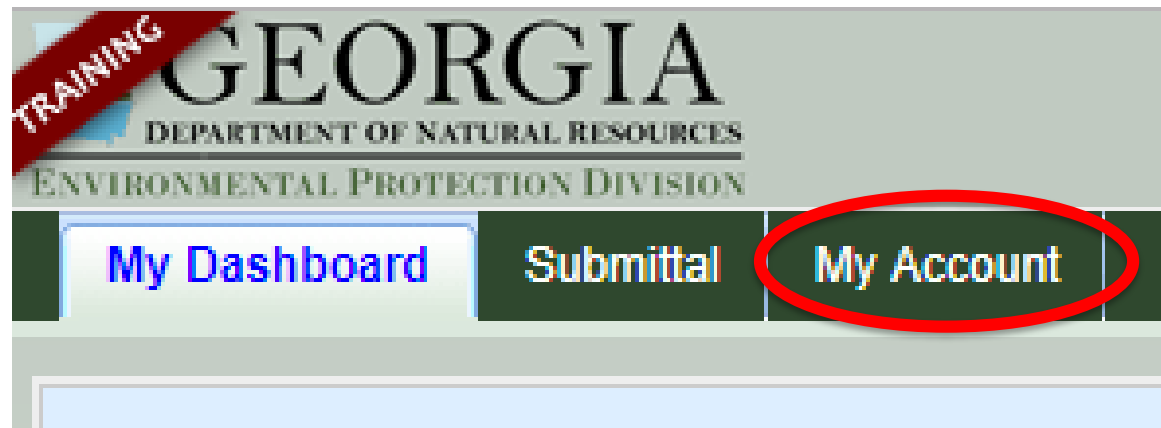 TRAINING
GEORGIA
DEPARTMENT OF NATURAL RESOURCES
ENVIRONMENTAL PROTECTION DIVISION
My Dashboard Submittal My Account